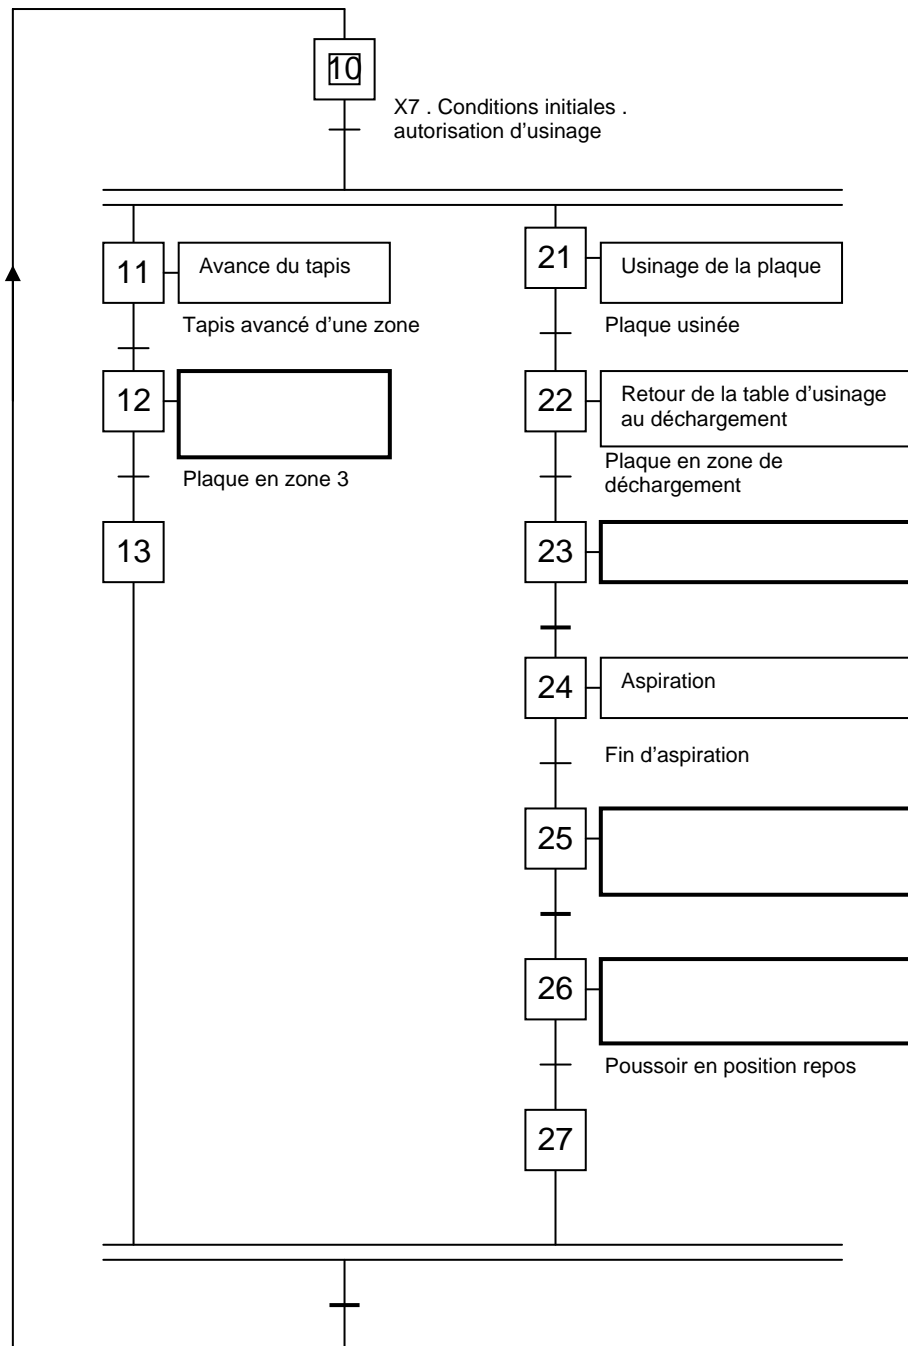 10
X7 . Conditions initiales .
autorisation d'usinage
11
Avance du tapis
Tapis avancé d'une zone
12
Plaque en zone 3
13
21
Usinage de la plaque
Plaque usinée
22
Retour de la table d'usinage
au déchargement
Plaque en zone de
déchargement
23
24
Aspiration
Fin d'aspiration
25
26
Poussoir en position repos
27